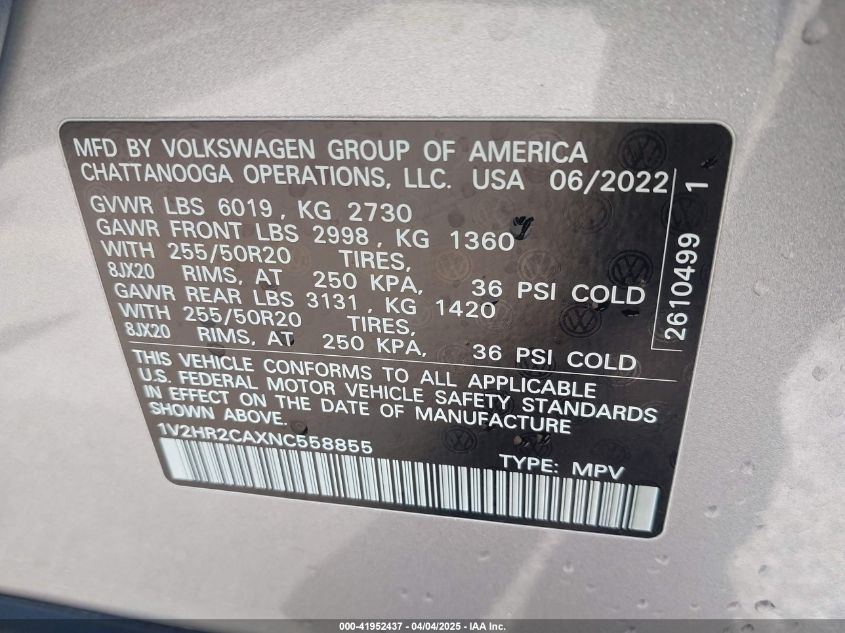 MFD BY VOLKSWAGEN GROUP OF AMERICA
CHATTANOOGA OPERATIONS, LLC. USA 06/2022
GVWR LBS 6019, KG 2730
GAWR FRONT LBS 2998, KG 1360
WITH 255/50R20 TIRES,
8JX20 RIMS, AT 250 KPA, 36 PSI COLD
GAWR REAR LBS 3131, KG 1420
WITH 255/50R20 TIRES,
8JX20 RIMS, AT 250 KPA, 36 PSI COLD
THIS VEHICLE CONFORMS TO ALL APPLICABLE
U.S. FEDERAL MOTOR VEHICLE SAFETY STANDARDS
IN EFFECT ON THE DATE OF MANUFACTURE
SHOWN ABOVE.
1V2HR2CAXNC558855
TYPE: MPV
2610499 1
000-41952437 - 04/04/2025 - IAA Inc.